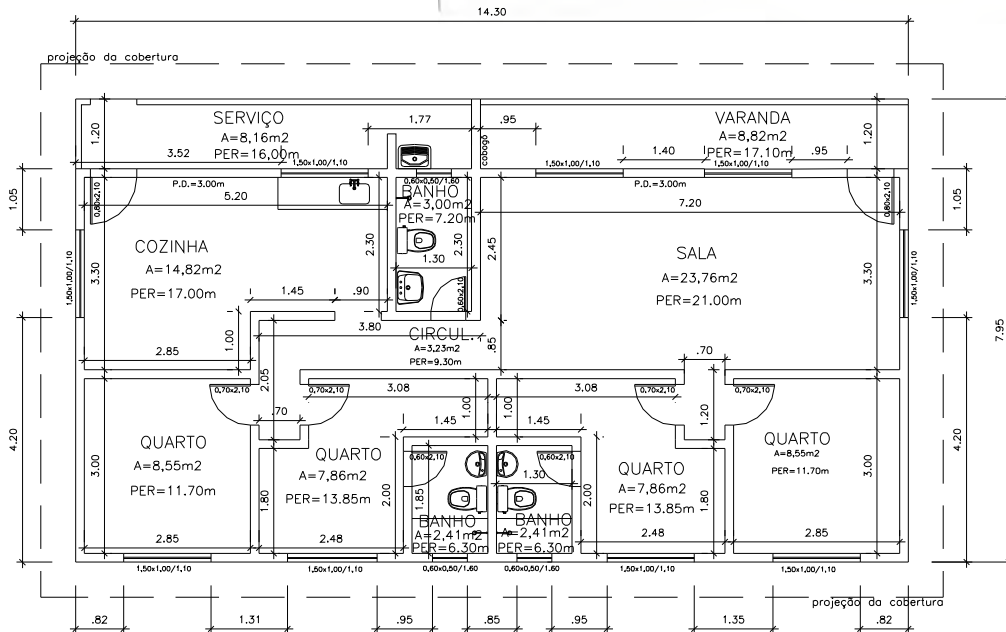 14.30
projeção da cobertura
SERVIÇO
A=8,16m2
PER=16,00m
1.20
3.52
1.77
.95
cobogó
VARANDA
A=8,82m2
PER=17.10m
1.20
1.40
.95
1,50x1,00/1,10
0,60x0,50/1.60
1,50x1,00/1,10
P.D.=3.00m
5.20
P.D.=3.00m
7.20
0,80x2,10
0,80x2,10
1.05
1.05
BANHO
A=3,00m2
PER=7.20m
2.30
2.30
1.30
0,60x2,10
2.45
COZINHA
A=14,82m2
PER=17.00m
3.30
1,50x1,00/1,10
SALA
A=23,76m2
PER=21.00m
3.30
1,50x1,00/1,10
7.95
1.45
.90
3.80
CIRCUL.
A=3,23m2
PER=9.30m
.85
1.00
2.85
2.05
.70
0,70x2,10
0,70x2,10
3.08
1.00
1.00
3.08
0,70x2,10
0,70x2,10
.70
1.45
1.45
1.20
4.20
4.20
QUARTO
A=8,55m2
PER=11.70m
3.00
2.85
QUARTO
A=7,86m2
PER=13.85m
1.80
2.00
2.48
0,60x2,10
1.85
BANHO
A=2,41m2
PER=6.30m
0,60x2,10
1.30
BANHO
A=2,41m2
PER=6.30m
2.00
QUARTO
A=7,86m2
PER=13.85m
1.80
2.48
QUARTO
A=8,55m2
PER=11.70m
3.00
2.85
1,50x1,00/1,10
1,50x1,00/1,10
0,60x0,50/1.60
0,60x0,50/1.60
1,50x1,00/1,10
1,50x1,00/1,10
projeção da cobertura
.82
1.31
.95
.85
.95
1.35
.82